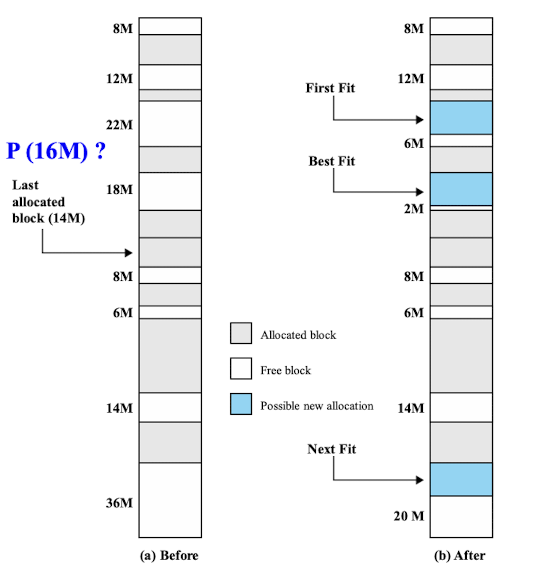 8M
12M
22M
P (16M) ?
18M
Last
allocated
block (14M)
8M
6M
14M
36M
(a) Before
Allocated block
Free block
Possible new allocation
8M
12M
First Fit
6M
Best Fit
2M
8M
6M
14M
Next Fit
20 M
(b) After